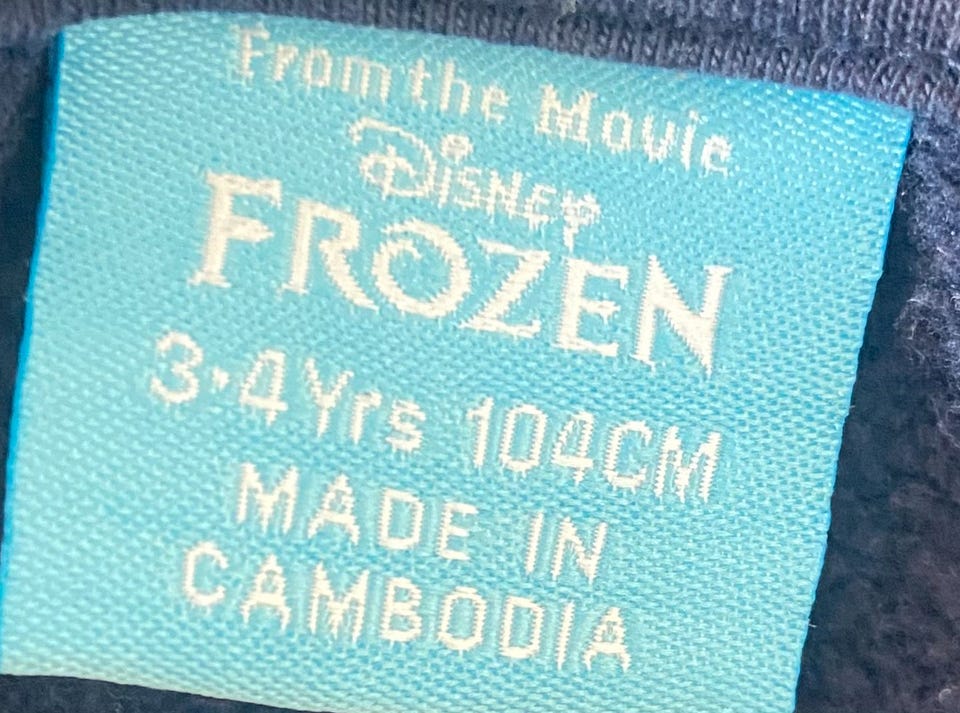 From the Movie
Disney
FROZEN
3-4Yrs 104CM
MADE IN
CAMBODIA